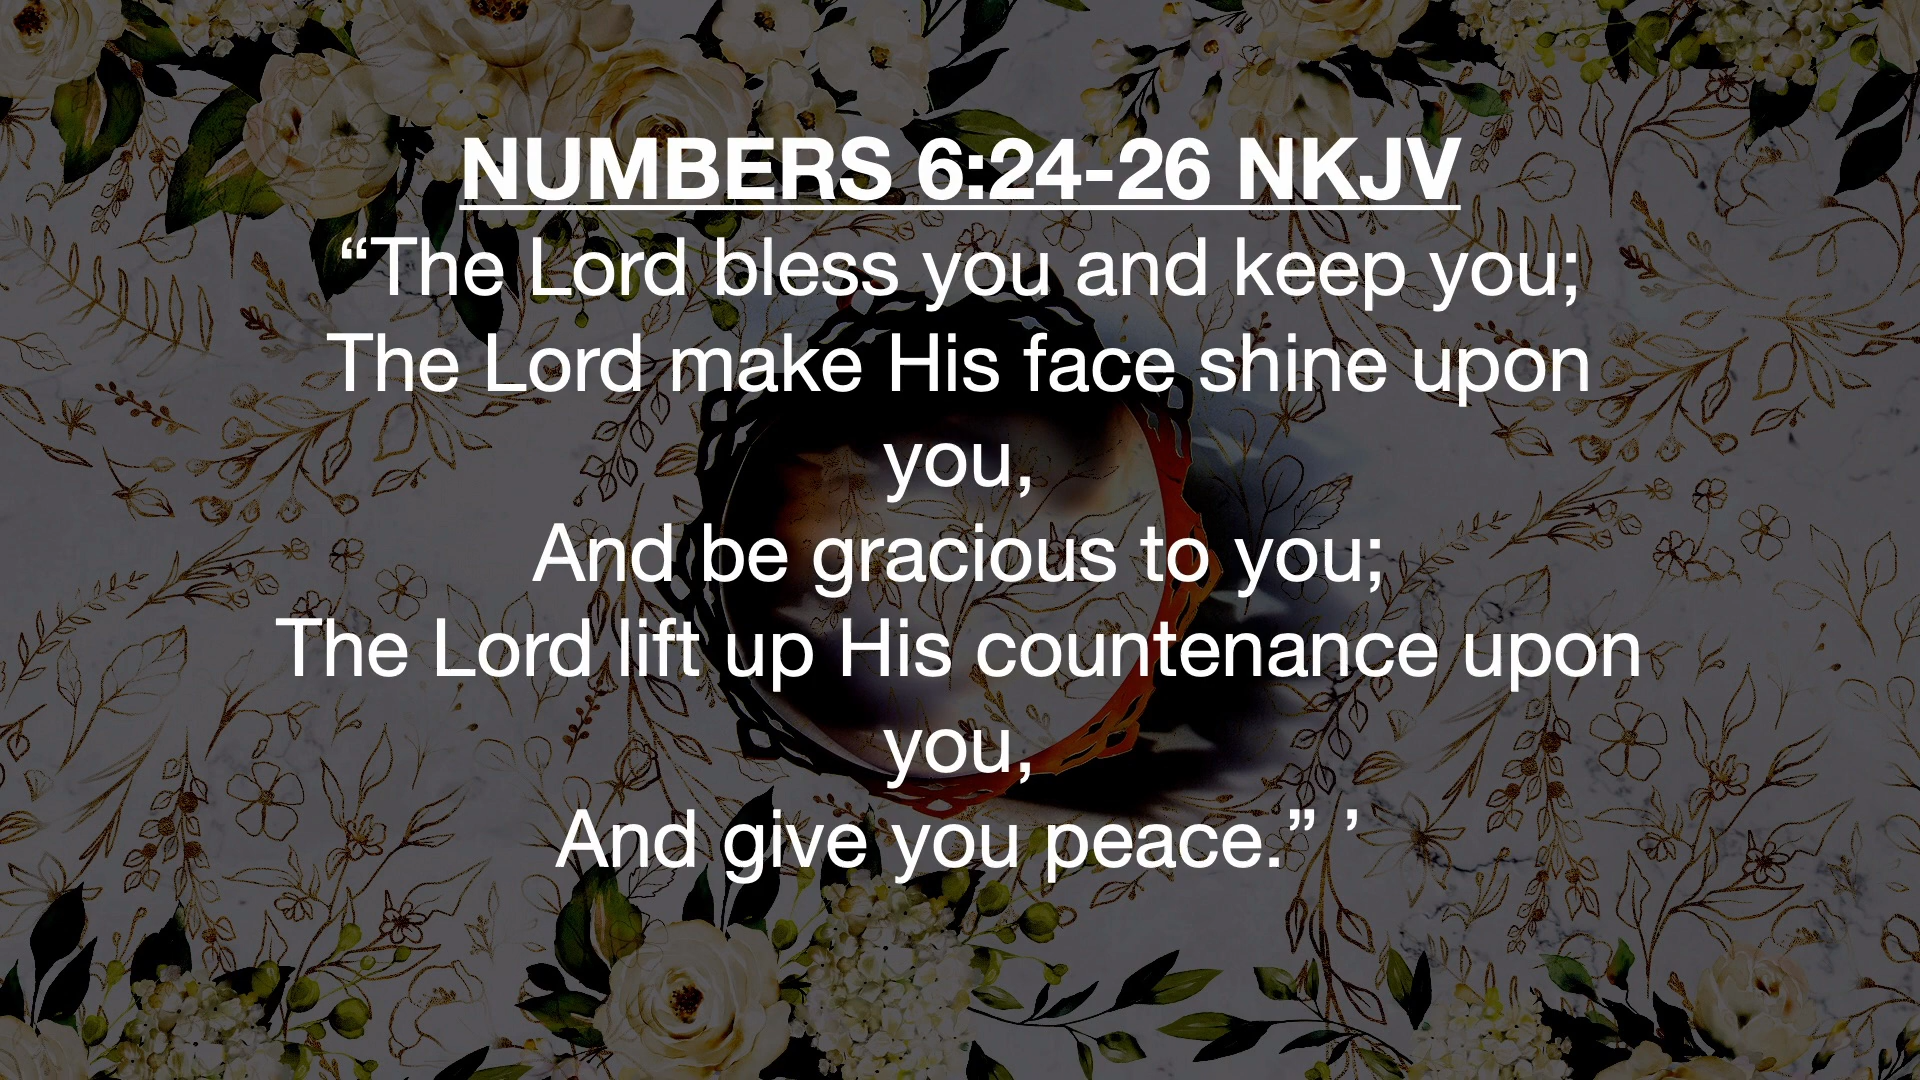 NUMBERS 6:24-26 NKJV
“The Lord bless you and keep you;
The Lord make His face shine upon
you,
And be gracious to you;
The Lord lift up His countenance upon
you,
And give you peace.” ’